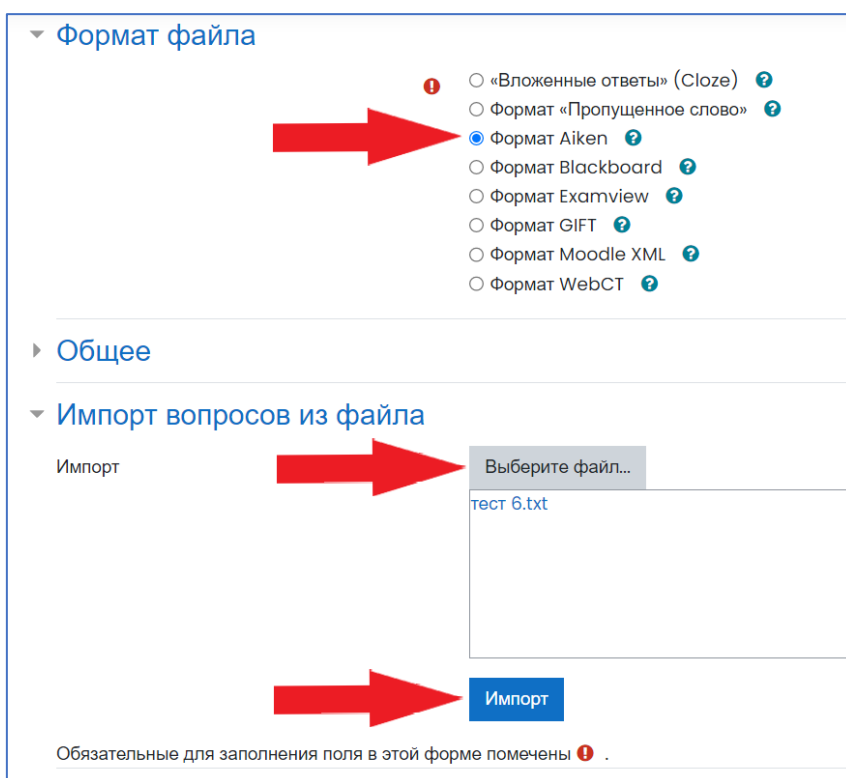 Формат файла
«Вложенные ответы» (Cloze)
Формат «Пропущенное слово»
Формат Aiken
Формат Blackboard
Формат Examview
Формат GIFT
Формат Moodle XML
Формат WebCT
Общее
Импорт вопросов из файла
Импорт Выберите файл...
тест 6.txt
Импорт
Обязательные для заполнения поля в этой форме помечены .